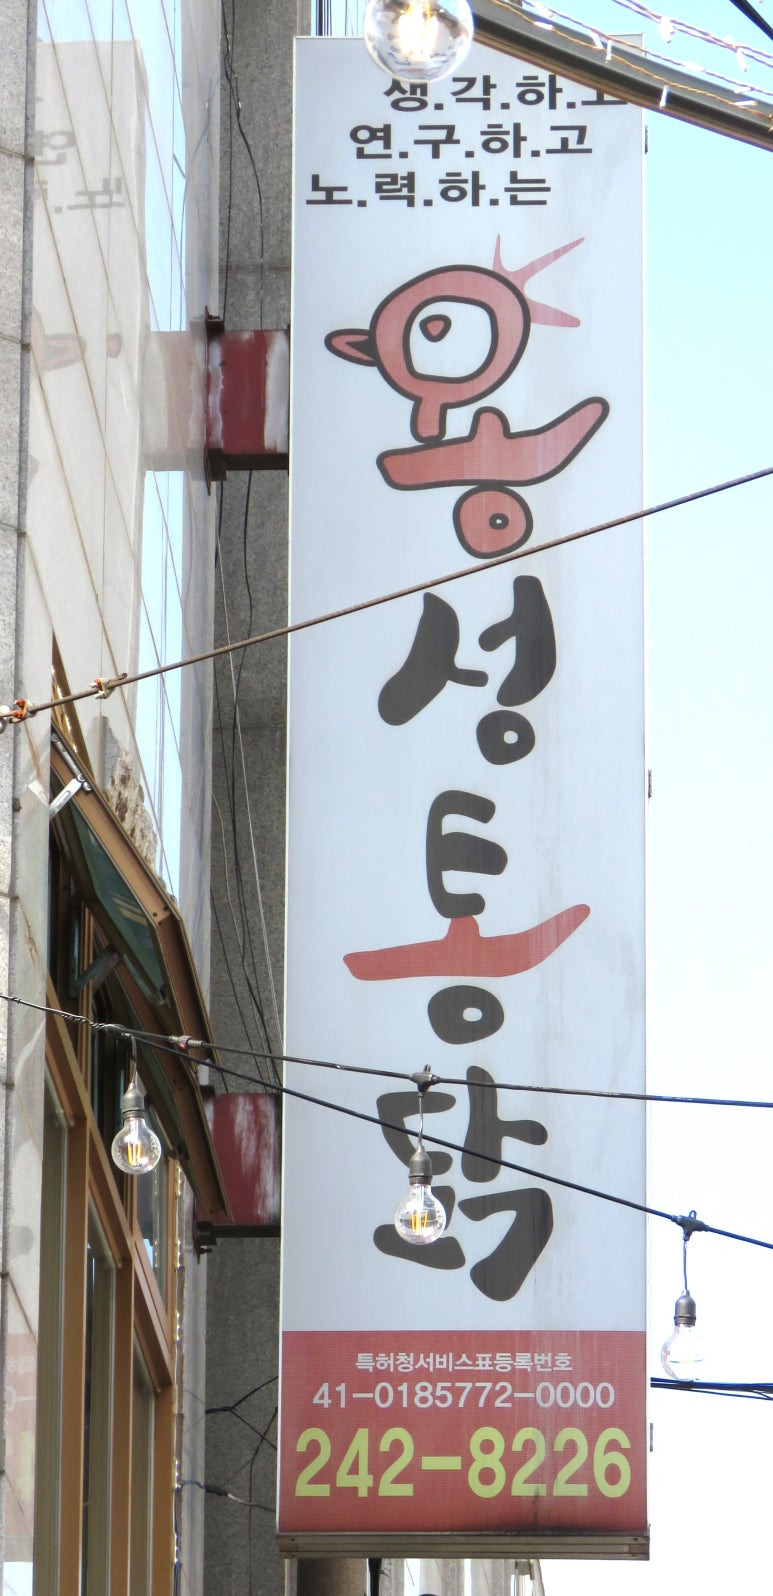 생.각.하.고
연.구.하.고
노.력.하.는
용성통닭
특허청서비스표등록번호
41-0185772-0000
242-8226